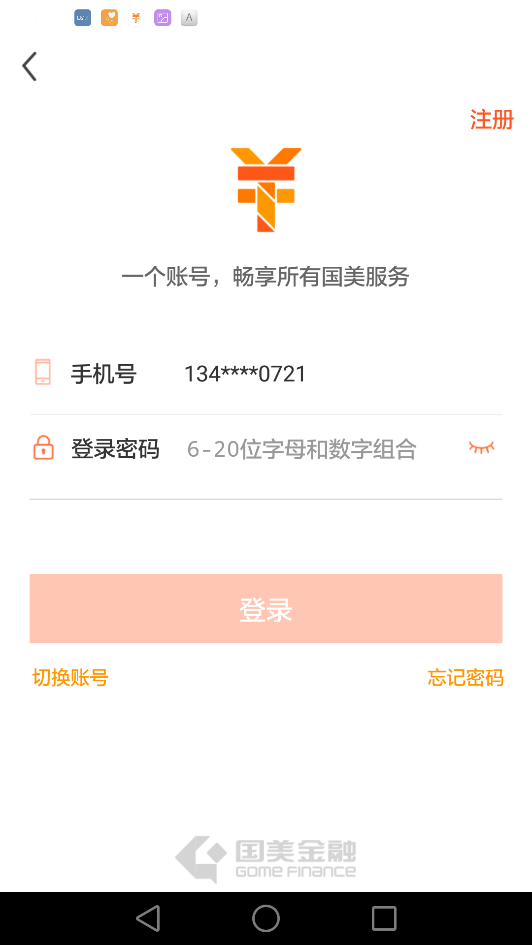 注册
一个账号，畅享所有国美服务
手机号 134****0721
登录密码 6-20位字母和数字组合
登录
切换账号 忘记密码
国美金融
GOME FINANCE